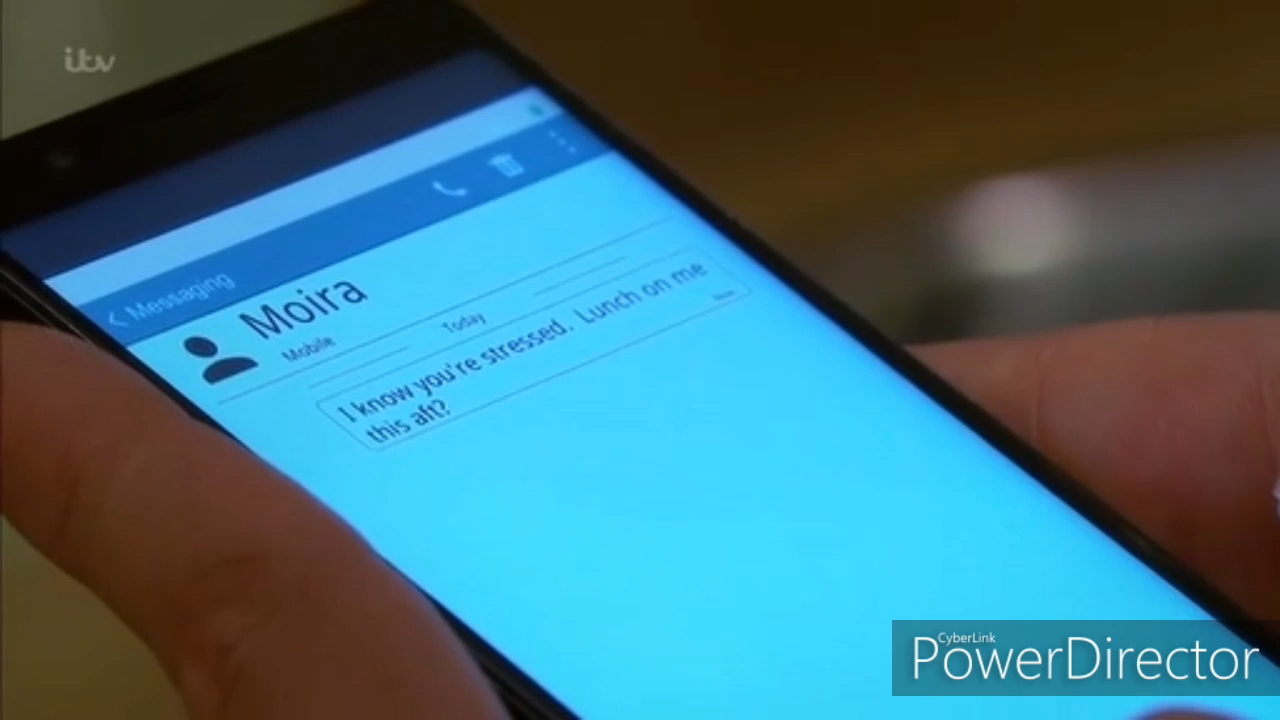 itv
Messaging
Moira
Mobile
Today
I know you're stressed. Lunch on me
this aft?
CyberLink
PowerDirector